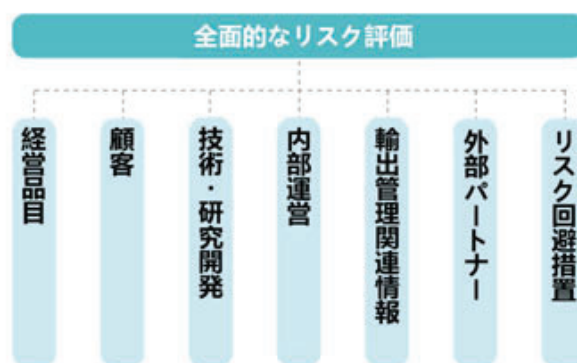 全面的なリスク評価
経営品目
顧客
技術・研究開発
内部運営
輸出管理関連情報
外部パートナー
リスク回避措置